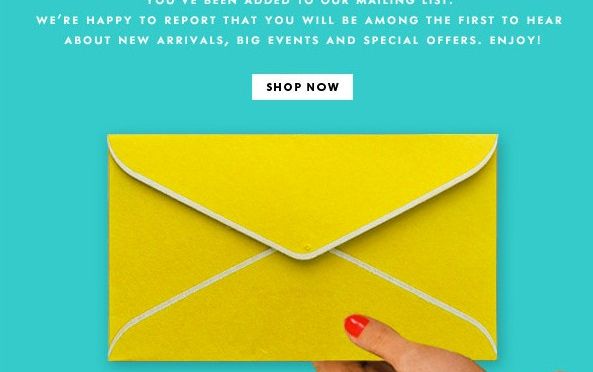 YOU'VE BEEN ADDED TO OUR MAILING LIST.
WE'RE HAPPY TO REPORT THAT YOU WILL BE AMONG THE FIRST TO HEAR
ABOUT NEW ARRIVALS, BIG EVENTS AND SPECIAL OFFERS. ENJOY!
SHOP NOW